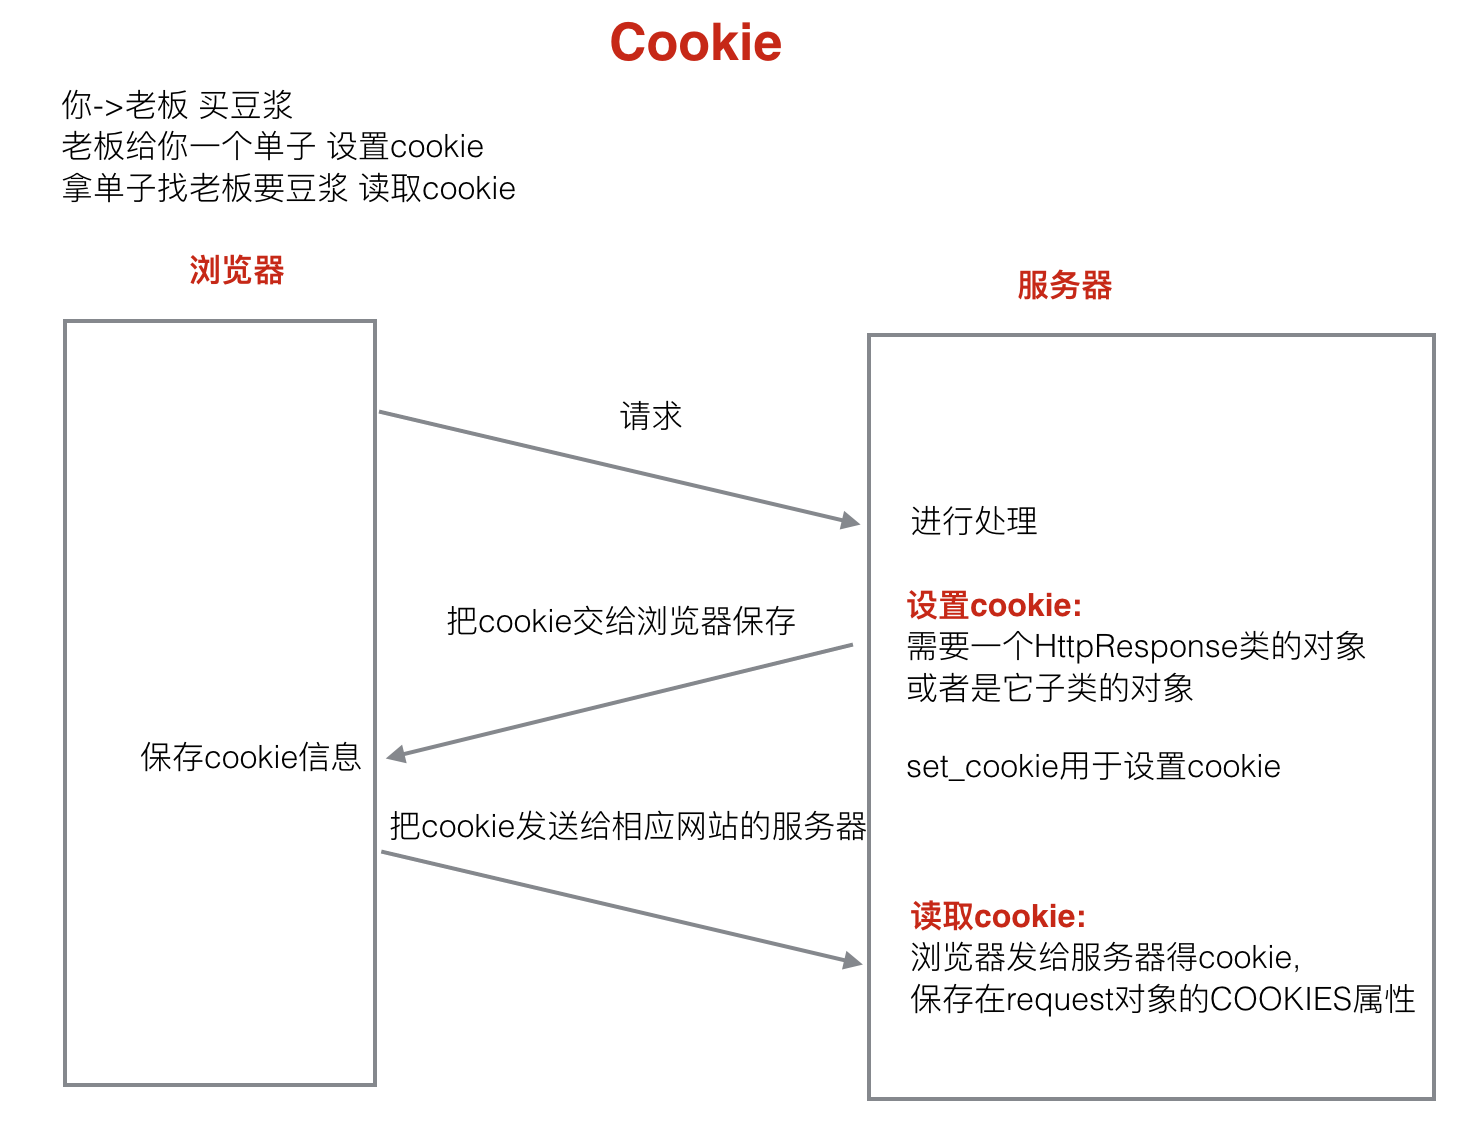 Cookie
你->老板 买豆浆
老板给你一个单子 设置cookie
拿单子找老板要豆浆 读取cookie
浏览器
服务器
请求
进行处理
设置cookie:
把cookie交给浏览器保存
需要一个HttpResponse类的对象
或者是它子类的对象
保存cookie信息
set_cookie用于设置cookie
把cookie发送给相应网站的服务器
读取cookie:
浏览器发给服务器得cookie,
保存在request对象的COOKIES属性